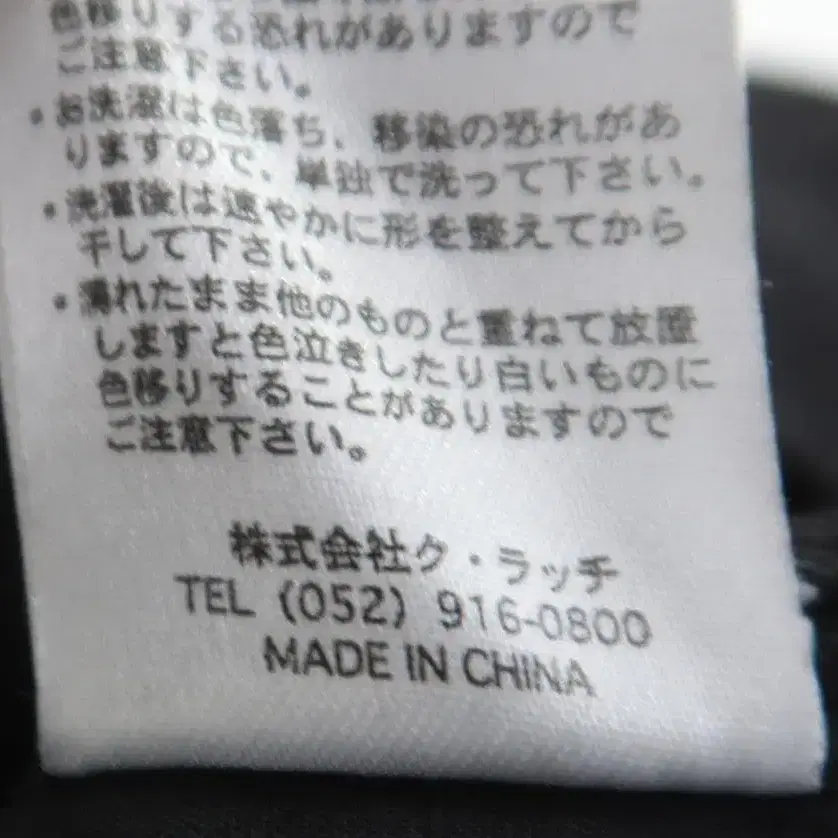 色移りする恐れがありますので
ご注意下さい。
・お洗濯は色落ち、移染の恐れがあ
りますので、単独で洗って下さい。
・洗濯後は速やかに形を整えてから
干して下さい。
・濡れたまま他のものと重ねて放置
しますと色泣きしたり白いものに
色移りすることがありますので
ご注意下さい。
株式会社ク・ラッチ
TEL (052) 916-0800
MADE IN CHINA